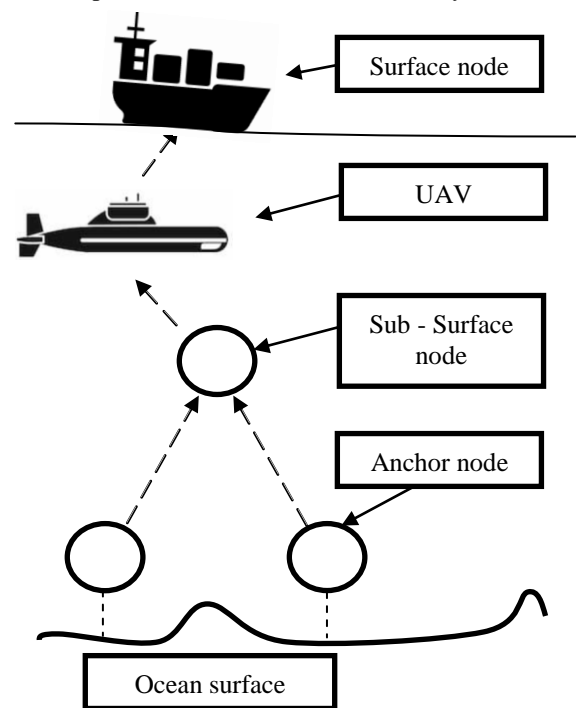 Surface node
UAV
Sub - Surface
node
Anchor node
Ocean surface